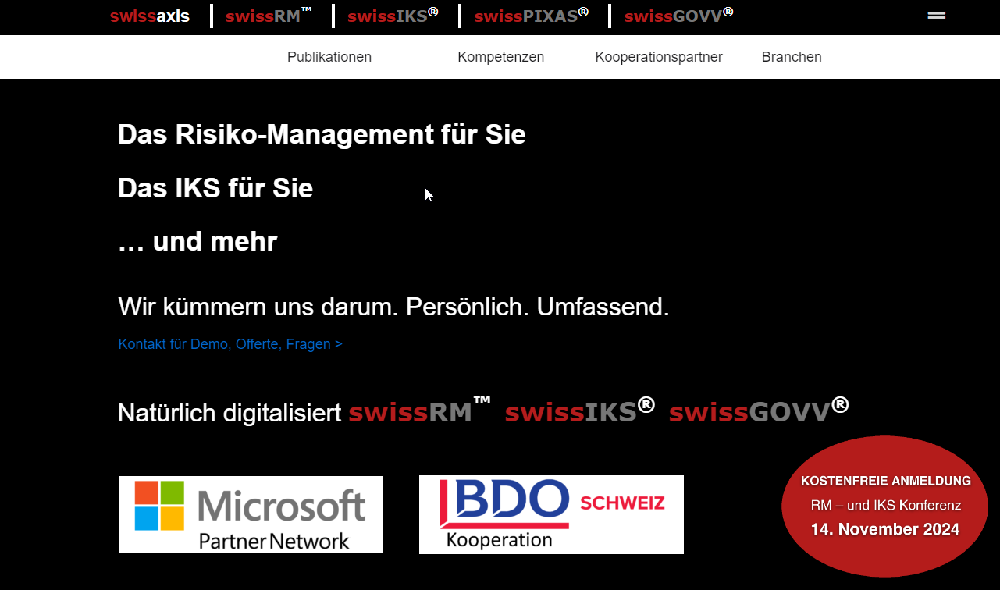 swissaxis swissRM™ swissIKS® swissPIXAS® swissGOVV®
Publikationen Kompetenzen Kooperationspartner Branchen
Das Risiko-Management für Sie
Das IKS für Sie
… und mehr
Wir kümmern uns darum. Persönlich. Umfassend.
Kontakt für Demo, Offerte, Fragen >
Natürlich digitalisiert swissRM™ swissIKS® swissGOVV®
Microsoft
Partner Network
BDO SCHWEIZ
Kooperation
KOSTENFREIE ANMELDUNG
RM – und IKS Konferenz
14. November 2024